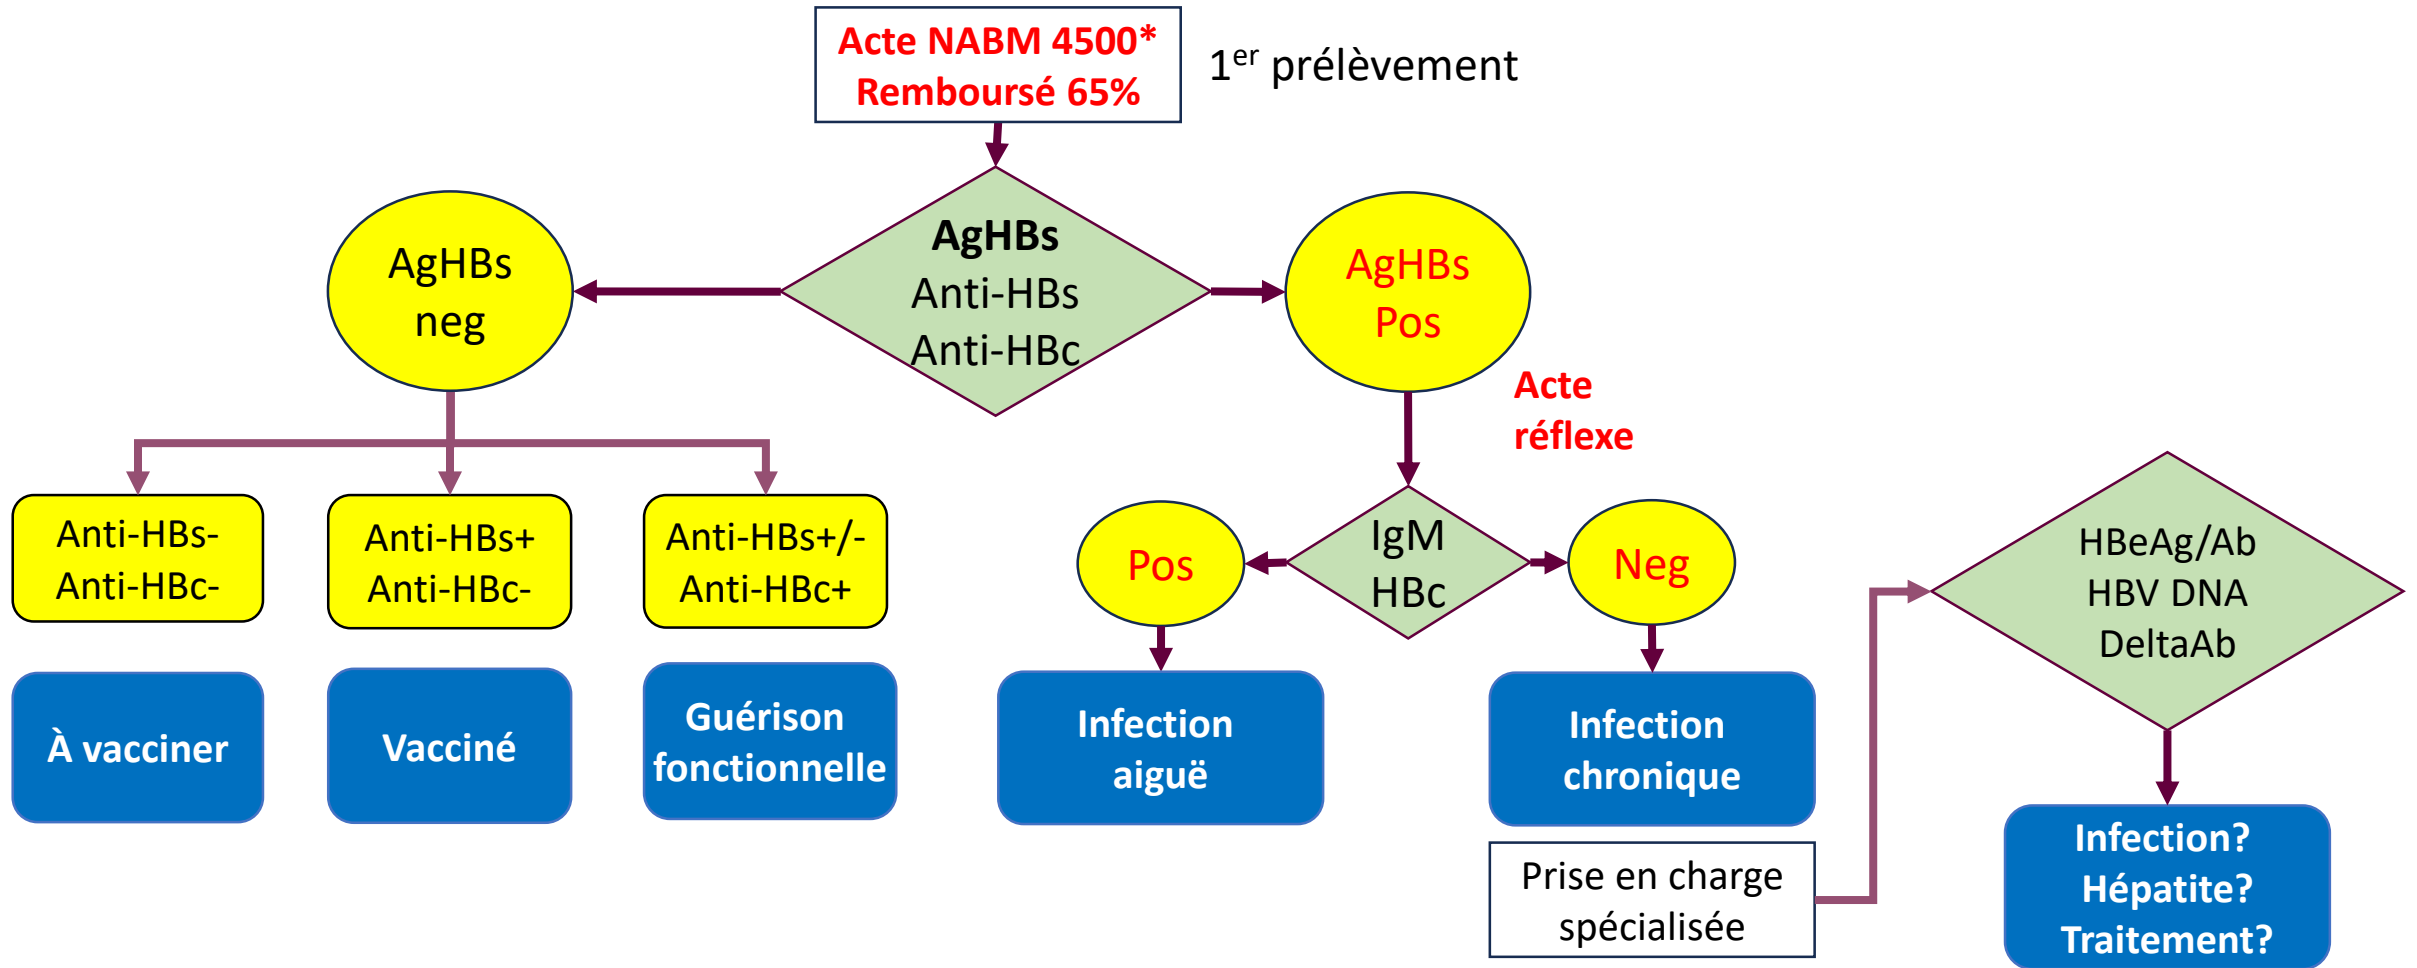 Acte NABM 4500*
Remboursé 65%
1er prélèvement
AgHBs
Anti-HBs
Anti-HBc
AgHBs
neg
AgHBs
Pos
Acte
réflexe
Anti-HBs-
Anti-HBc-
Anti-HBs+
Anti-HBc-
Anti-HBs+/-
Anti-HBc+
Pos
IgM
HBc
Neg
HBeAg/Ab
HBV DNA
DeltaAb
À vacciner
Vacciné
Guérison
fonctionnelle
Infection
aiguë
Infection
chronique
Prise en charge
spécialisée
Infection?
Hépatite?
Traitement?